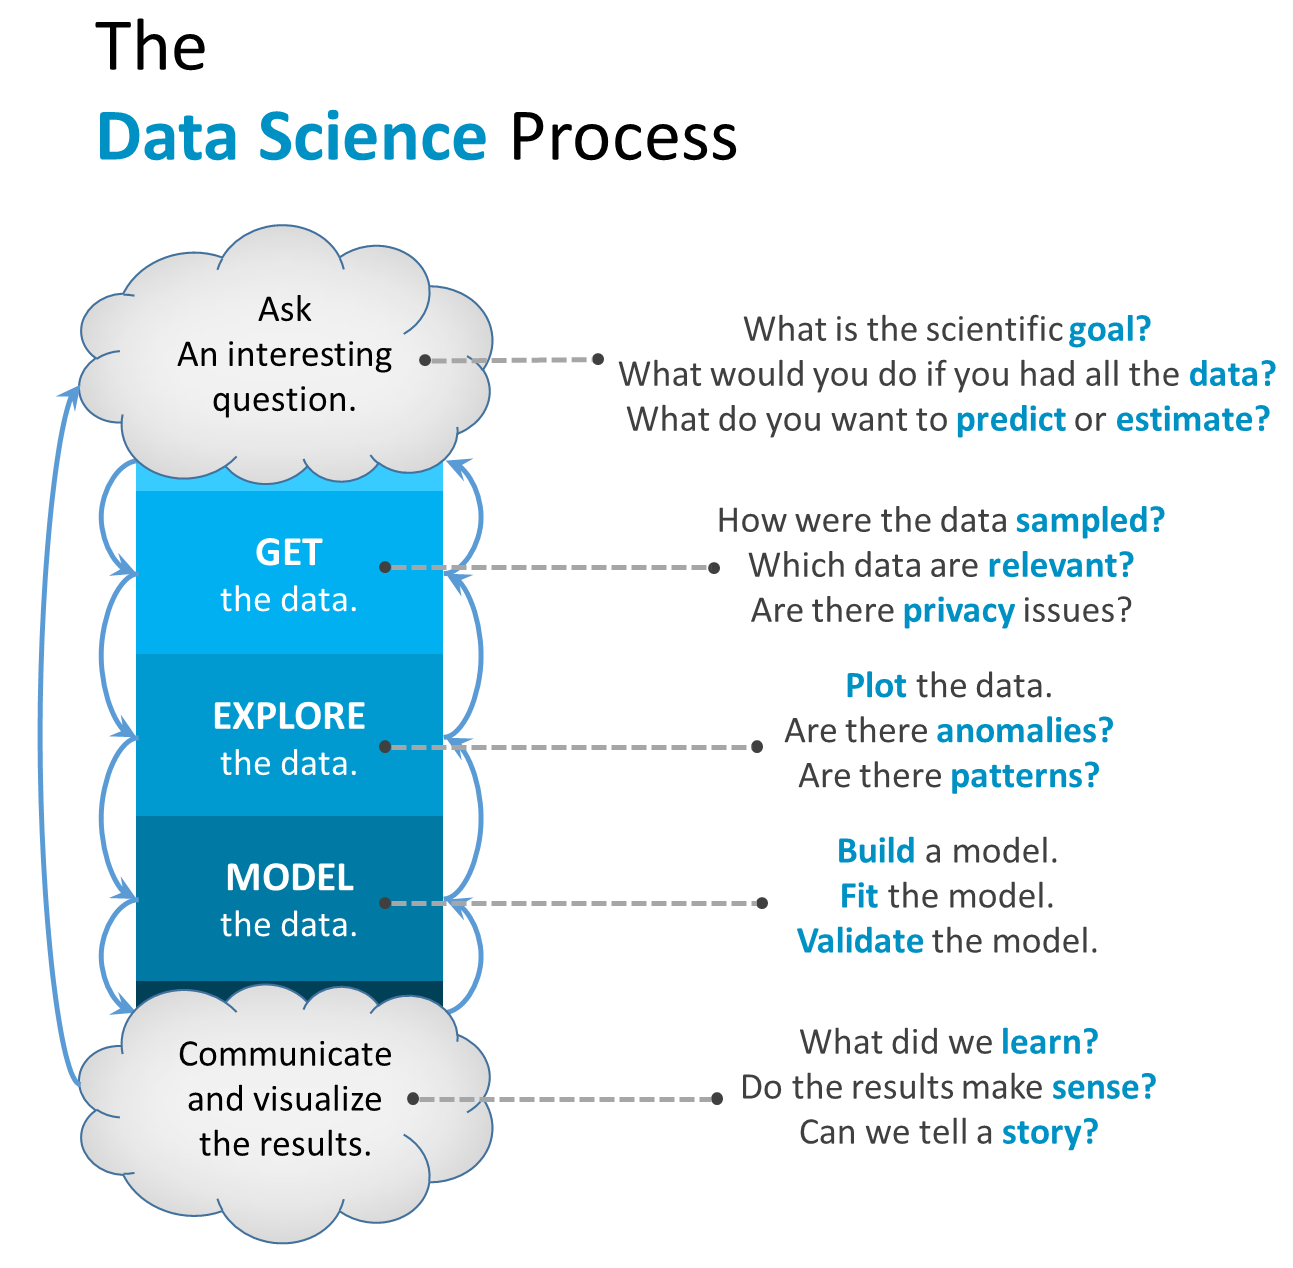 The
Data Science Process
Ask
An interesting
question.
What is the scientific goal?
What would you do if you had all the data?
What do you want to predict or estimate?
GET
the data.
How were the data sampled?
Which data are relevant?
Are there privacy issues?
EXPLORE
the data.
Plot the data.
Are there anomalies?
Are there patterns?
MODEL
the data.
Build a model.
Fit the model.
Validate the model.
Communicate
and visualize
the results.
What did we learn?
Do the results make sense?
Can we tell a story?